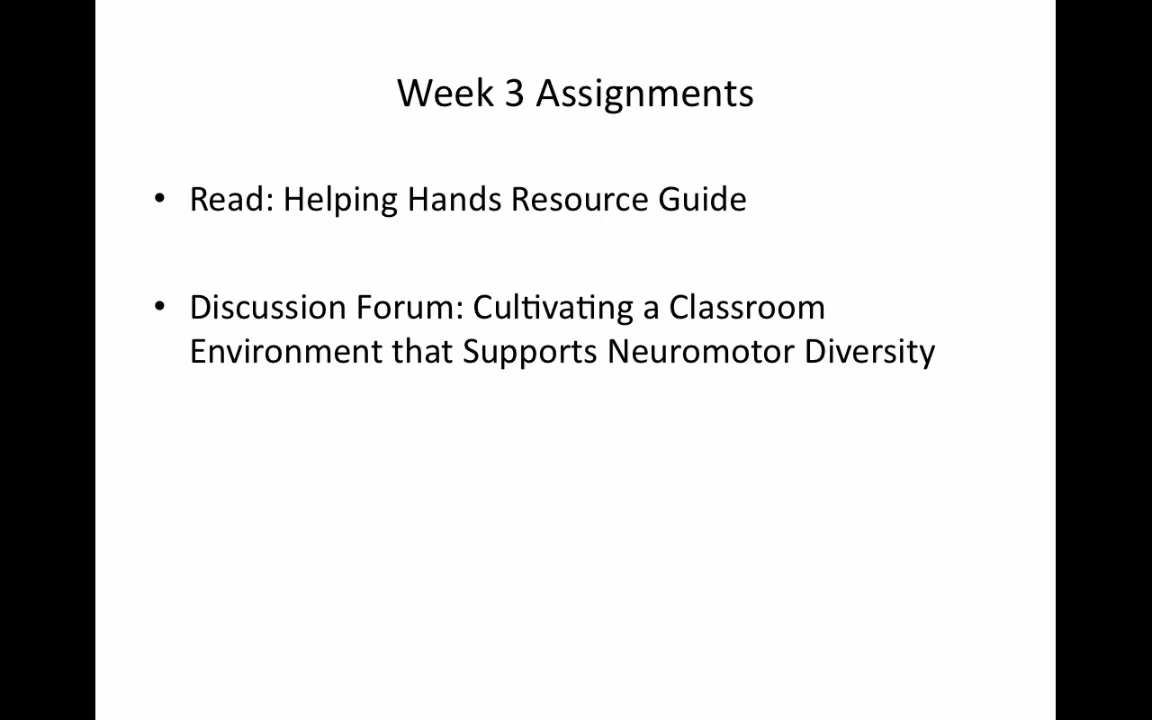 Week 3 Assignments
• Read: Helping Hands Resource Guide
• Discussion Forum: Cultivating a Classroom
Environment that Supports Neuromotor Diversity